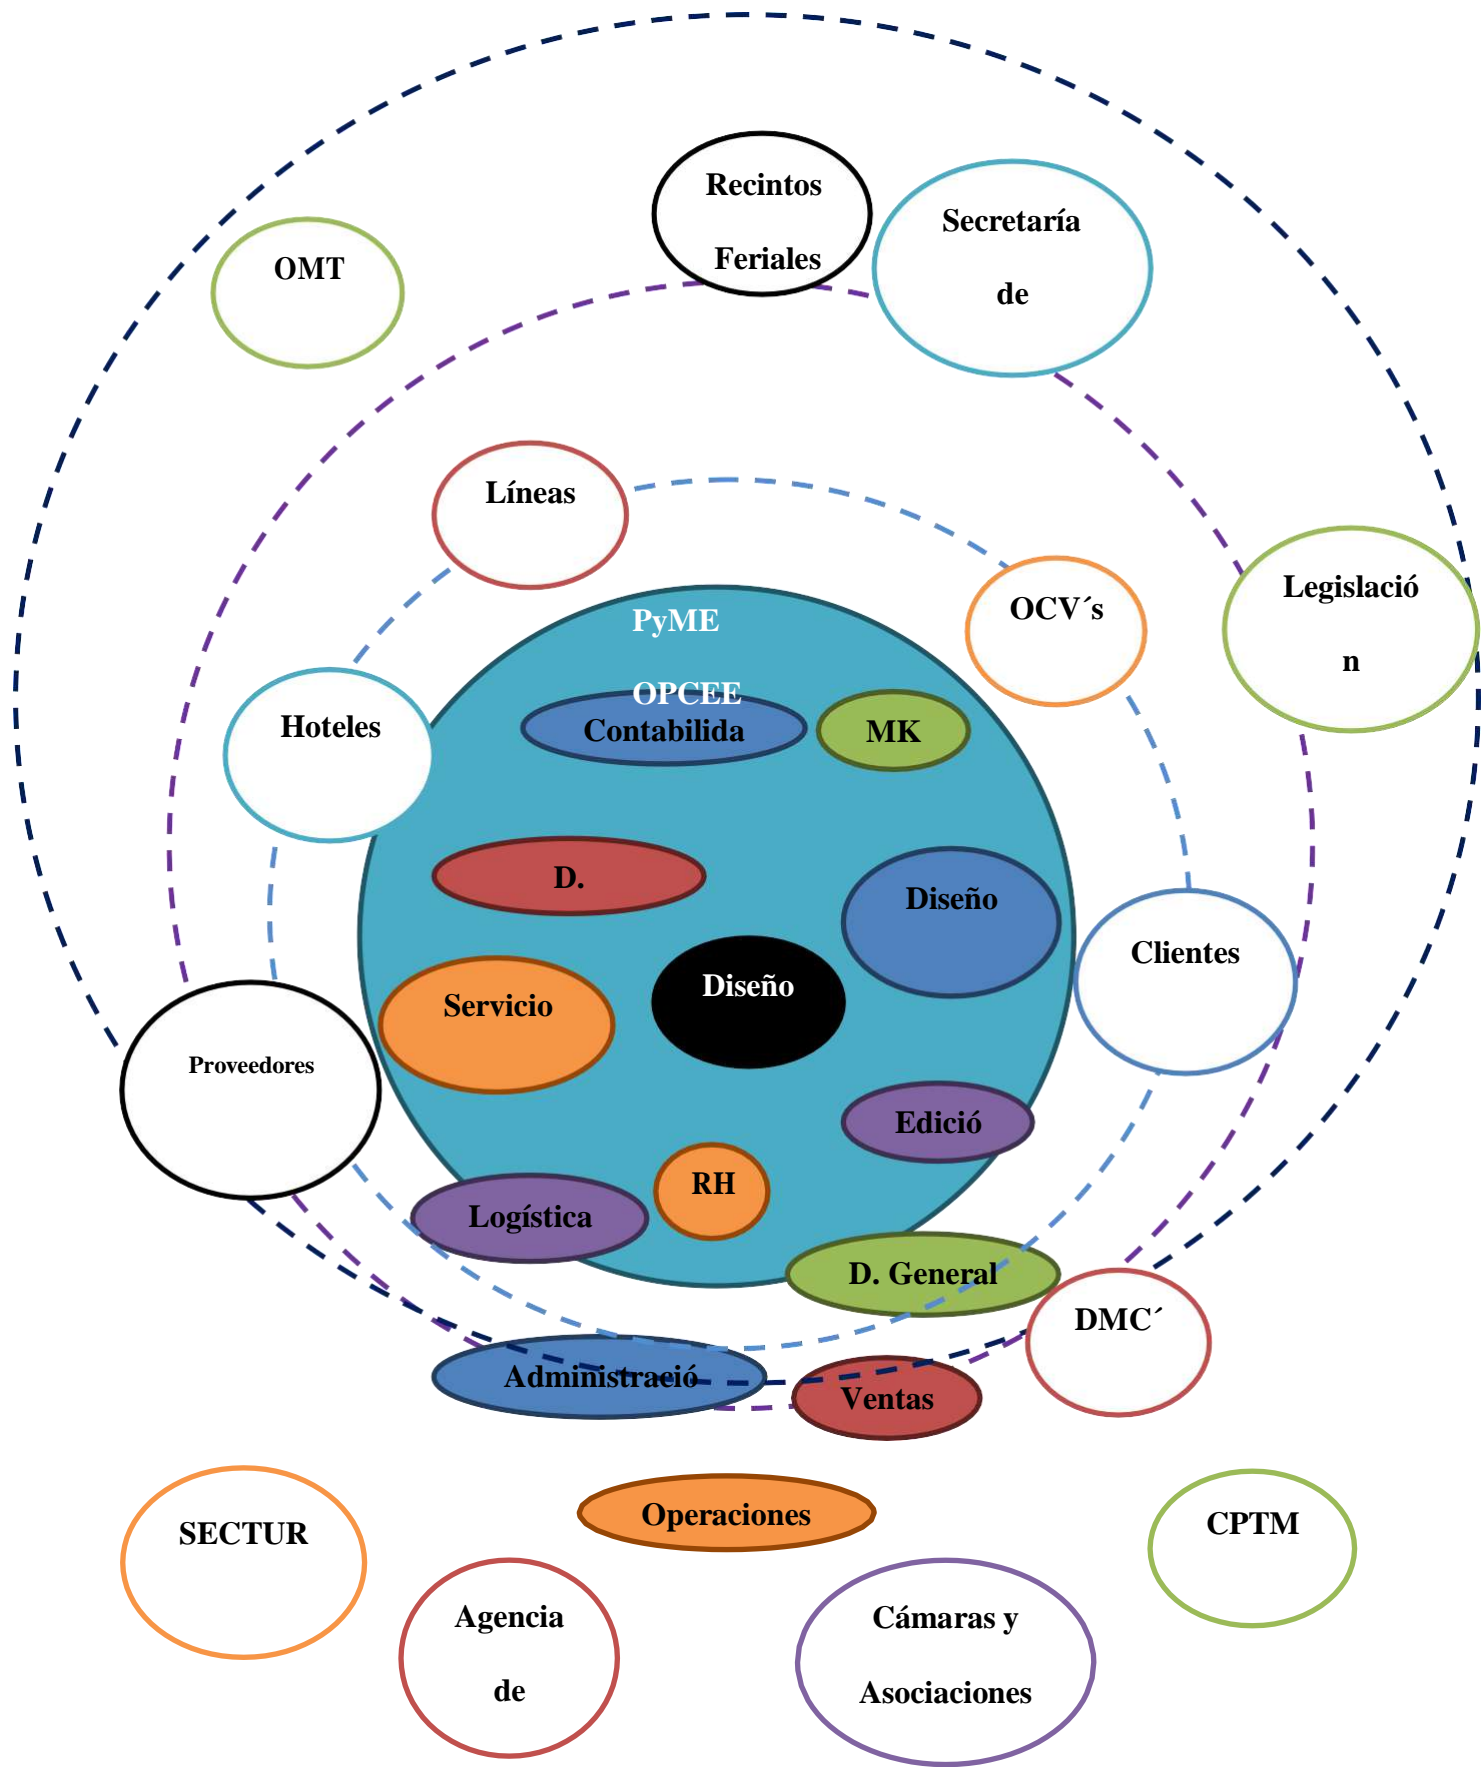 Recintos
Feriales
Secretaría
de
OMT
Líneas
OCV´s
Legislació
n
PyME
OPCEE
Hoteles
Contabilida
MK
D.
Diseño
Clientes
Servicio
Diseño
Proveedores
Edició
RH
Logística
D. General
DMC´
Administració
Ventas
Operaciones
SECTUR
CPTM
Agencia
de
Cámaras y
Asociaciones